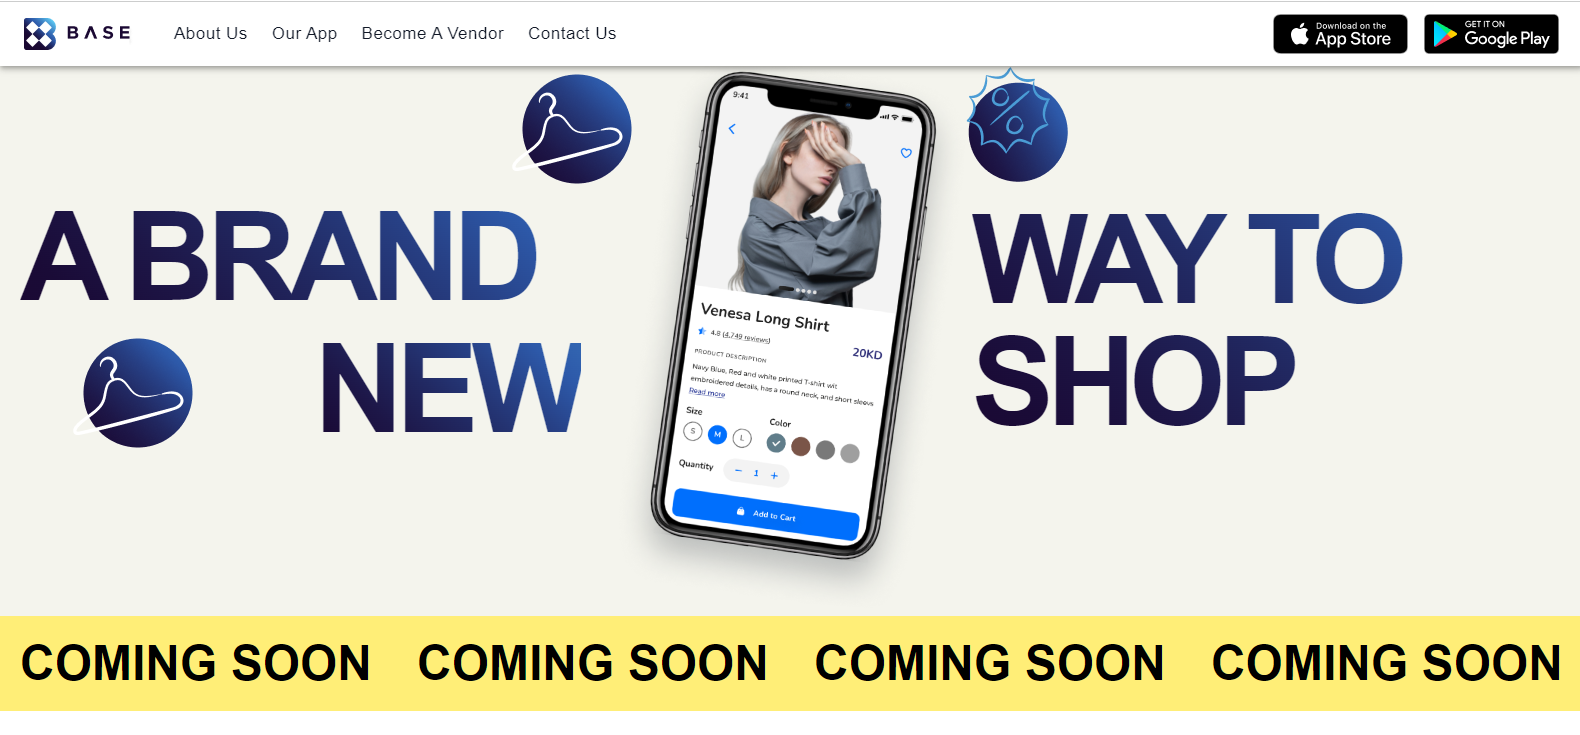 BASE
About Us
Our App
Become A Vendor
Contact Us
Download on the
App Store
GET IT ON
Google Play
A BRAND
NEW
9:41
Venesa Long Shirt
4.8 (4,749 reviews)
20KD
PRODUCT DESCRIPTION
Navy Blue, Red and white printed T-shirt wit
embroidered details, has a round neck, and short sleevs
Read more
Size
S M L
Color
Quantity
− 1 +
Add to Cart
WAY TO
SHOP
COMING SOON COMING SOON COMING SOON COMING SOON